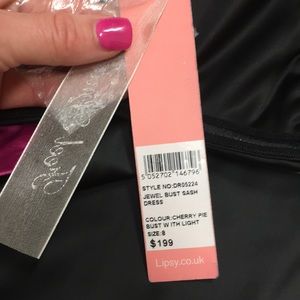 5 052702 146796
STYLE NO:DR05224
JEWEL BUST SASH
DRESS
COLOUR:CHERRY PIE
BUST W ITH LIGHT
SIZE:8
$199
Lipsy.co.uk